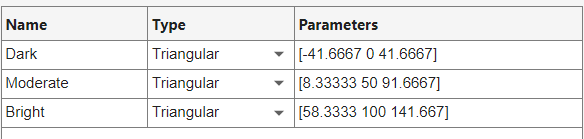 Name Type Parameters
Dark Triangular [-41.6667 0 41.6667]
Moderate Triangular [8.33333 50 91.6667]
Bright Triangular [58.3333 100 141.667]